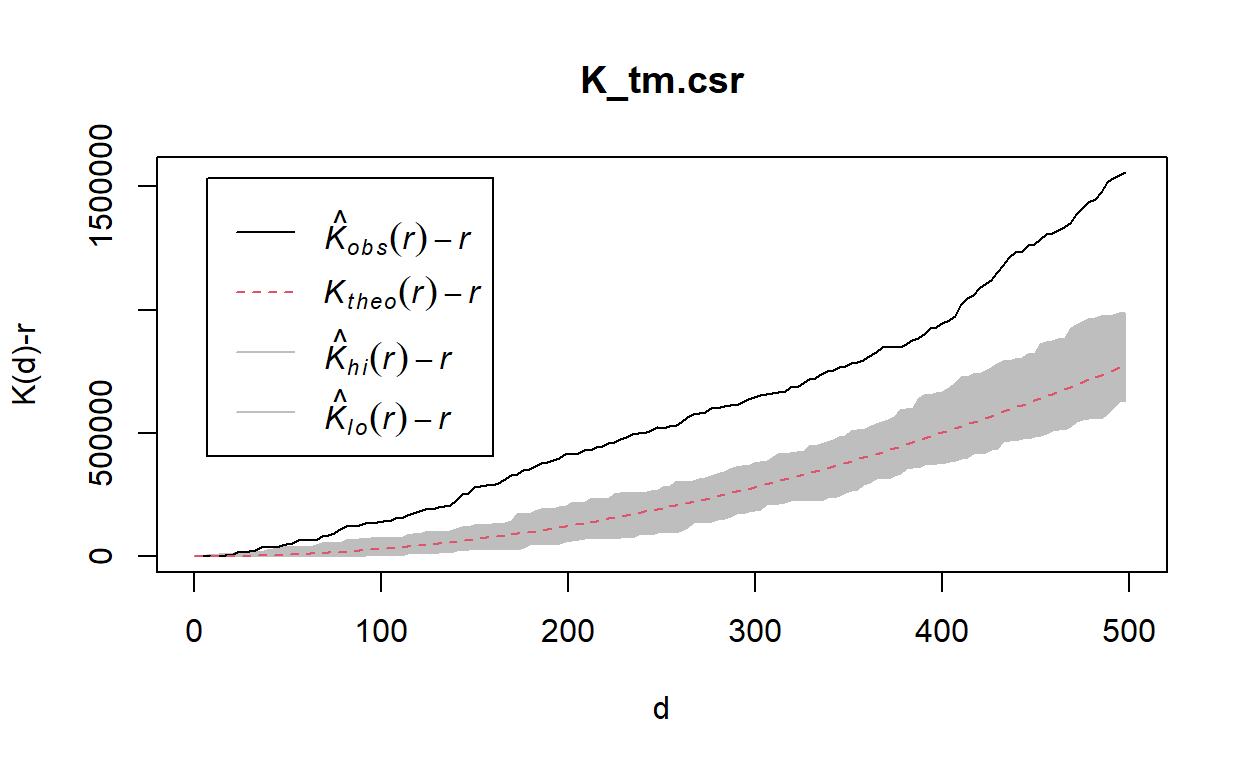 K_tm.csr
K(d)-r
1500000
500000
0
K̂obs(r) − r
Ktheo(r) − r
K̂hi(r) − r
K̂lo(r) − r
0 100 200 300 400 500
d